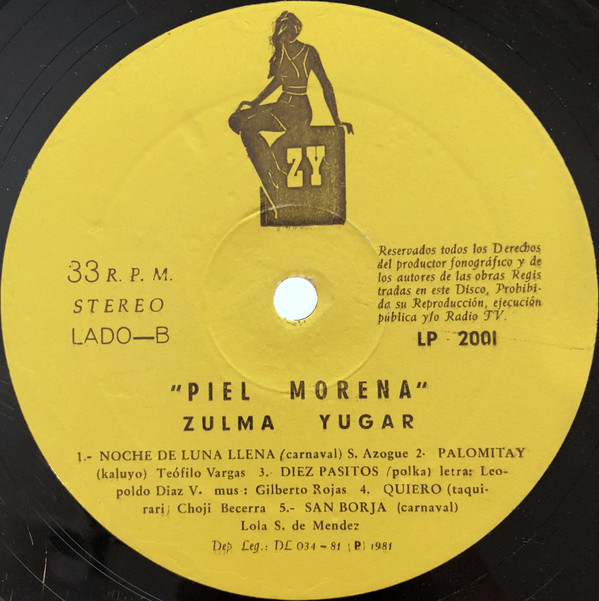 ZY
33 R. P. M.
STEREO
LADO—B
Reservados todos los Derechos
del productor fonográfico y de
los autores de las obras Regis
tradas en este Disco, Prohibi-
da su Reproducción, ejecución
pública y/o Radio TV.
LP - 2001
"PIEL MORENA"
ZULMA YUGAR
1.- NOCHE DE LUNA LLENA (carnaval) S. Azogue 2· PALOMITAY
(kaluyo) Teófilo Vargas 3. DIEZ PASITOS /polka) letra: Leo-
poldo Diaz V. mus : Gilberto Rojas 4. QUIERO (taqui-
rari) Choji Becerra 5.- SAN BORJA (carnaval)
Lola S. de Mendez
Dep Leg.: DL 034 – 81 (P) 1981